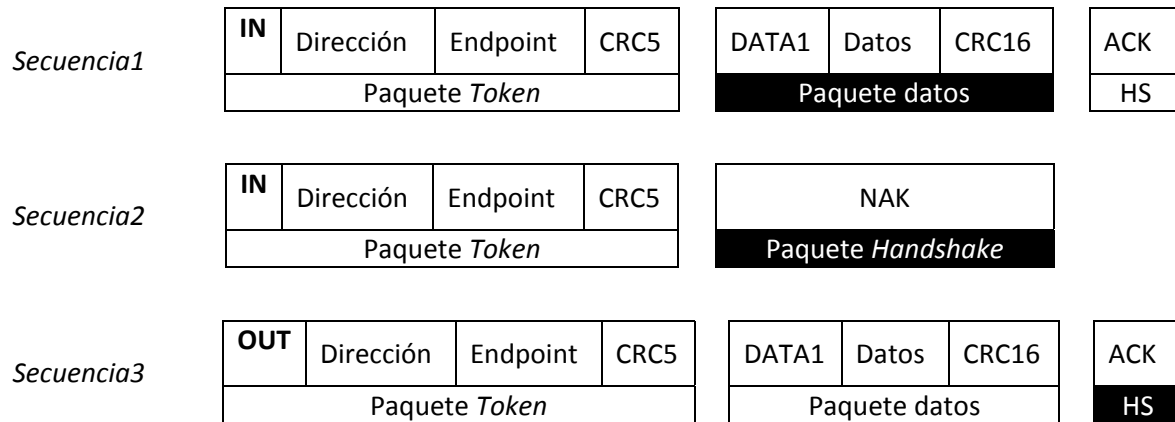 Secuencia1
IN Dirección Endpoint CRC5 DATA1 Datos CRC16 ACK
Paquete Token Paquete datos HS
Secuencia2
IN Dirección Endpoint CRC5 NAK
Paquete Token Paquete Handshake
Secuencia3
OUT Dirección Endpoint CRC5 DATA1 Datos CRC16 ACK
Paquete Token Paquete datos HS